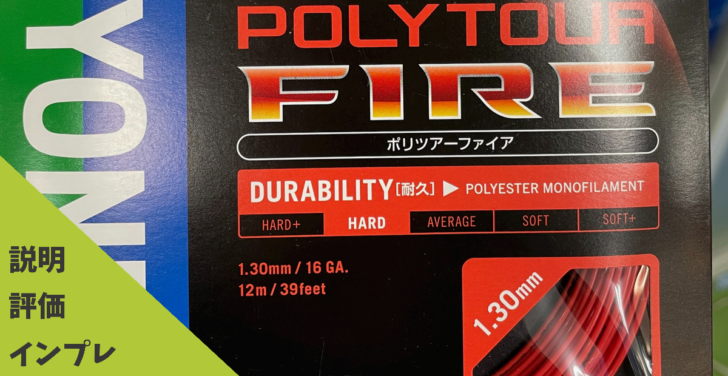 YONE
POLYTOUR
FIRE
ポリツアーファイア
DURABILITY[耐久] ▶ POLYESTER MONOFILAMENT
HARD+ HARD AVERAGE SOFT SOFT+
1.30mm / 16 GA.
12m / 39feet
1.30mm
説明
評価
インプレ